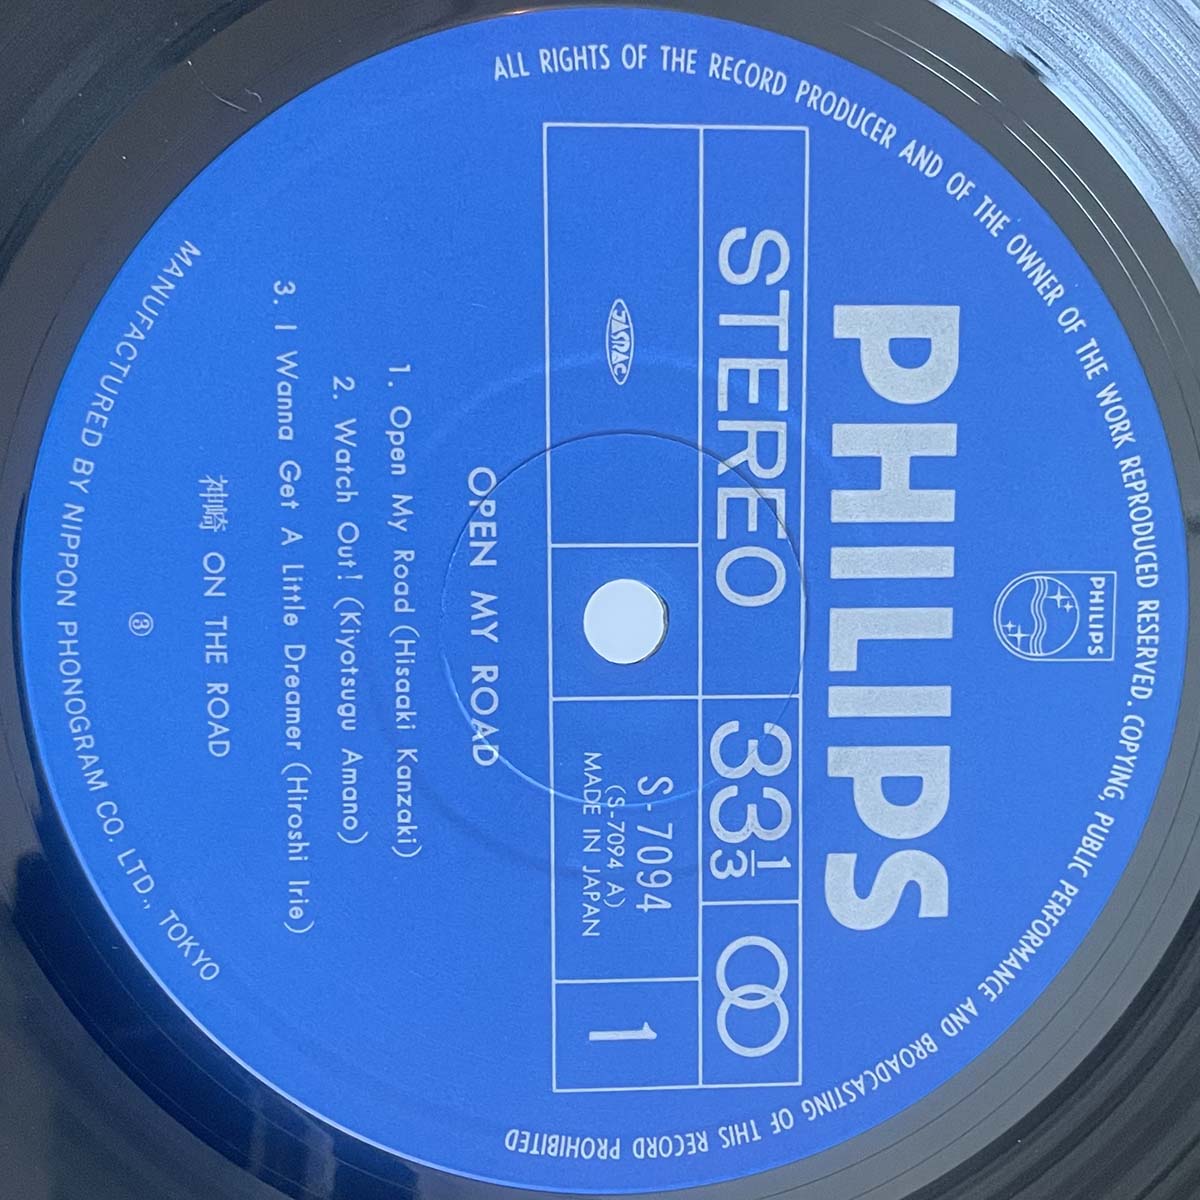 ALL RIGHTS OF THE RECORD PRODUCER AND OF THE OWNER OF THE WORK REPRODUCED RESERVED. COPYING, PUBLIC PERFORMANCE AND BROADCASTING OF THIS RECORD PROHIBITED
PHILIPS
PHILIPS
STEREO 33 1/3
JASRAC
S-7094
(S-7094 A)
MADE IN JAPAN
1
OPEN MY ROAD
1. Open My Road (Hisaaki Kanzaki)
2. Watch Out! (Kiyotsugu Amano)
3. I Wanna Get A Little Dreamer (Hiroshi Irie)
神崎 ON THE ROAD
③
MANUFACTURED BY NIPPON PHONOGRAM CO. LTD., TOKYO